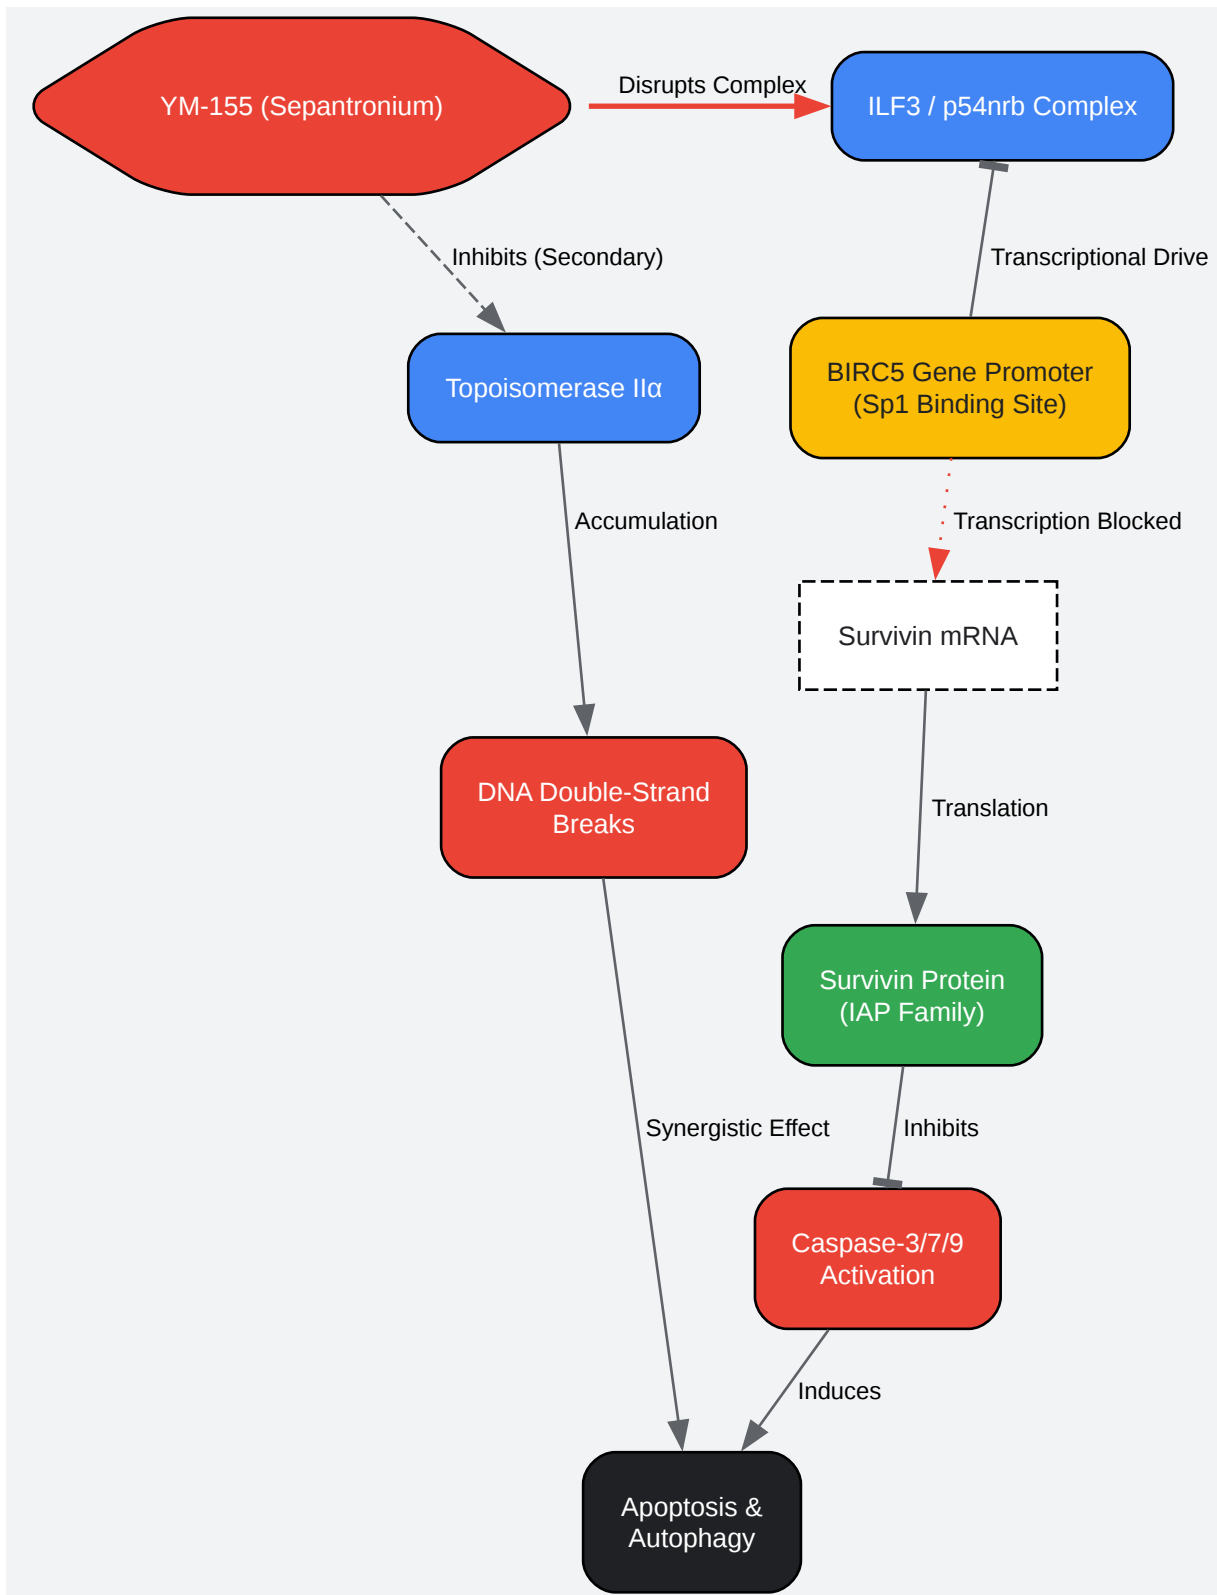 YM-155 (Sepantronium)
Disrupts Complex
ILF3 / p54nrb Complex
Inhibits (Secondary)
Transcriptional Drive
Topoisomerase IIα
BIRC5 Gene Promoter
(Sp1 Binding Site)
Accumulation
Transcription Blocked
Survivin mRNA
DNA Double-Strand
Breaks
Translation
Survivin Protein
(IAP Family)
Synergistic Effect
Inhibits
Caspase-3/7/9
Activation
Induces
Apoptosis &
Autophagy